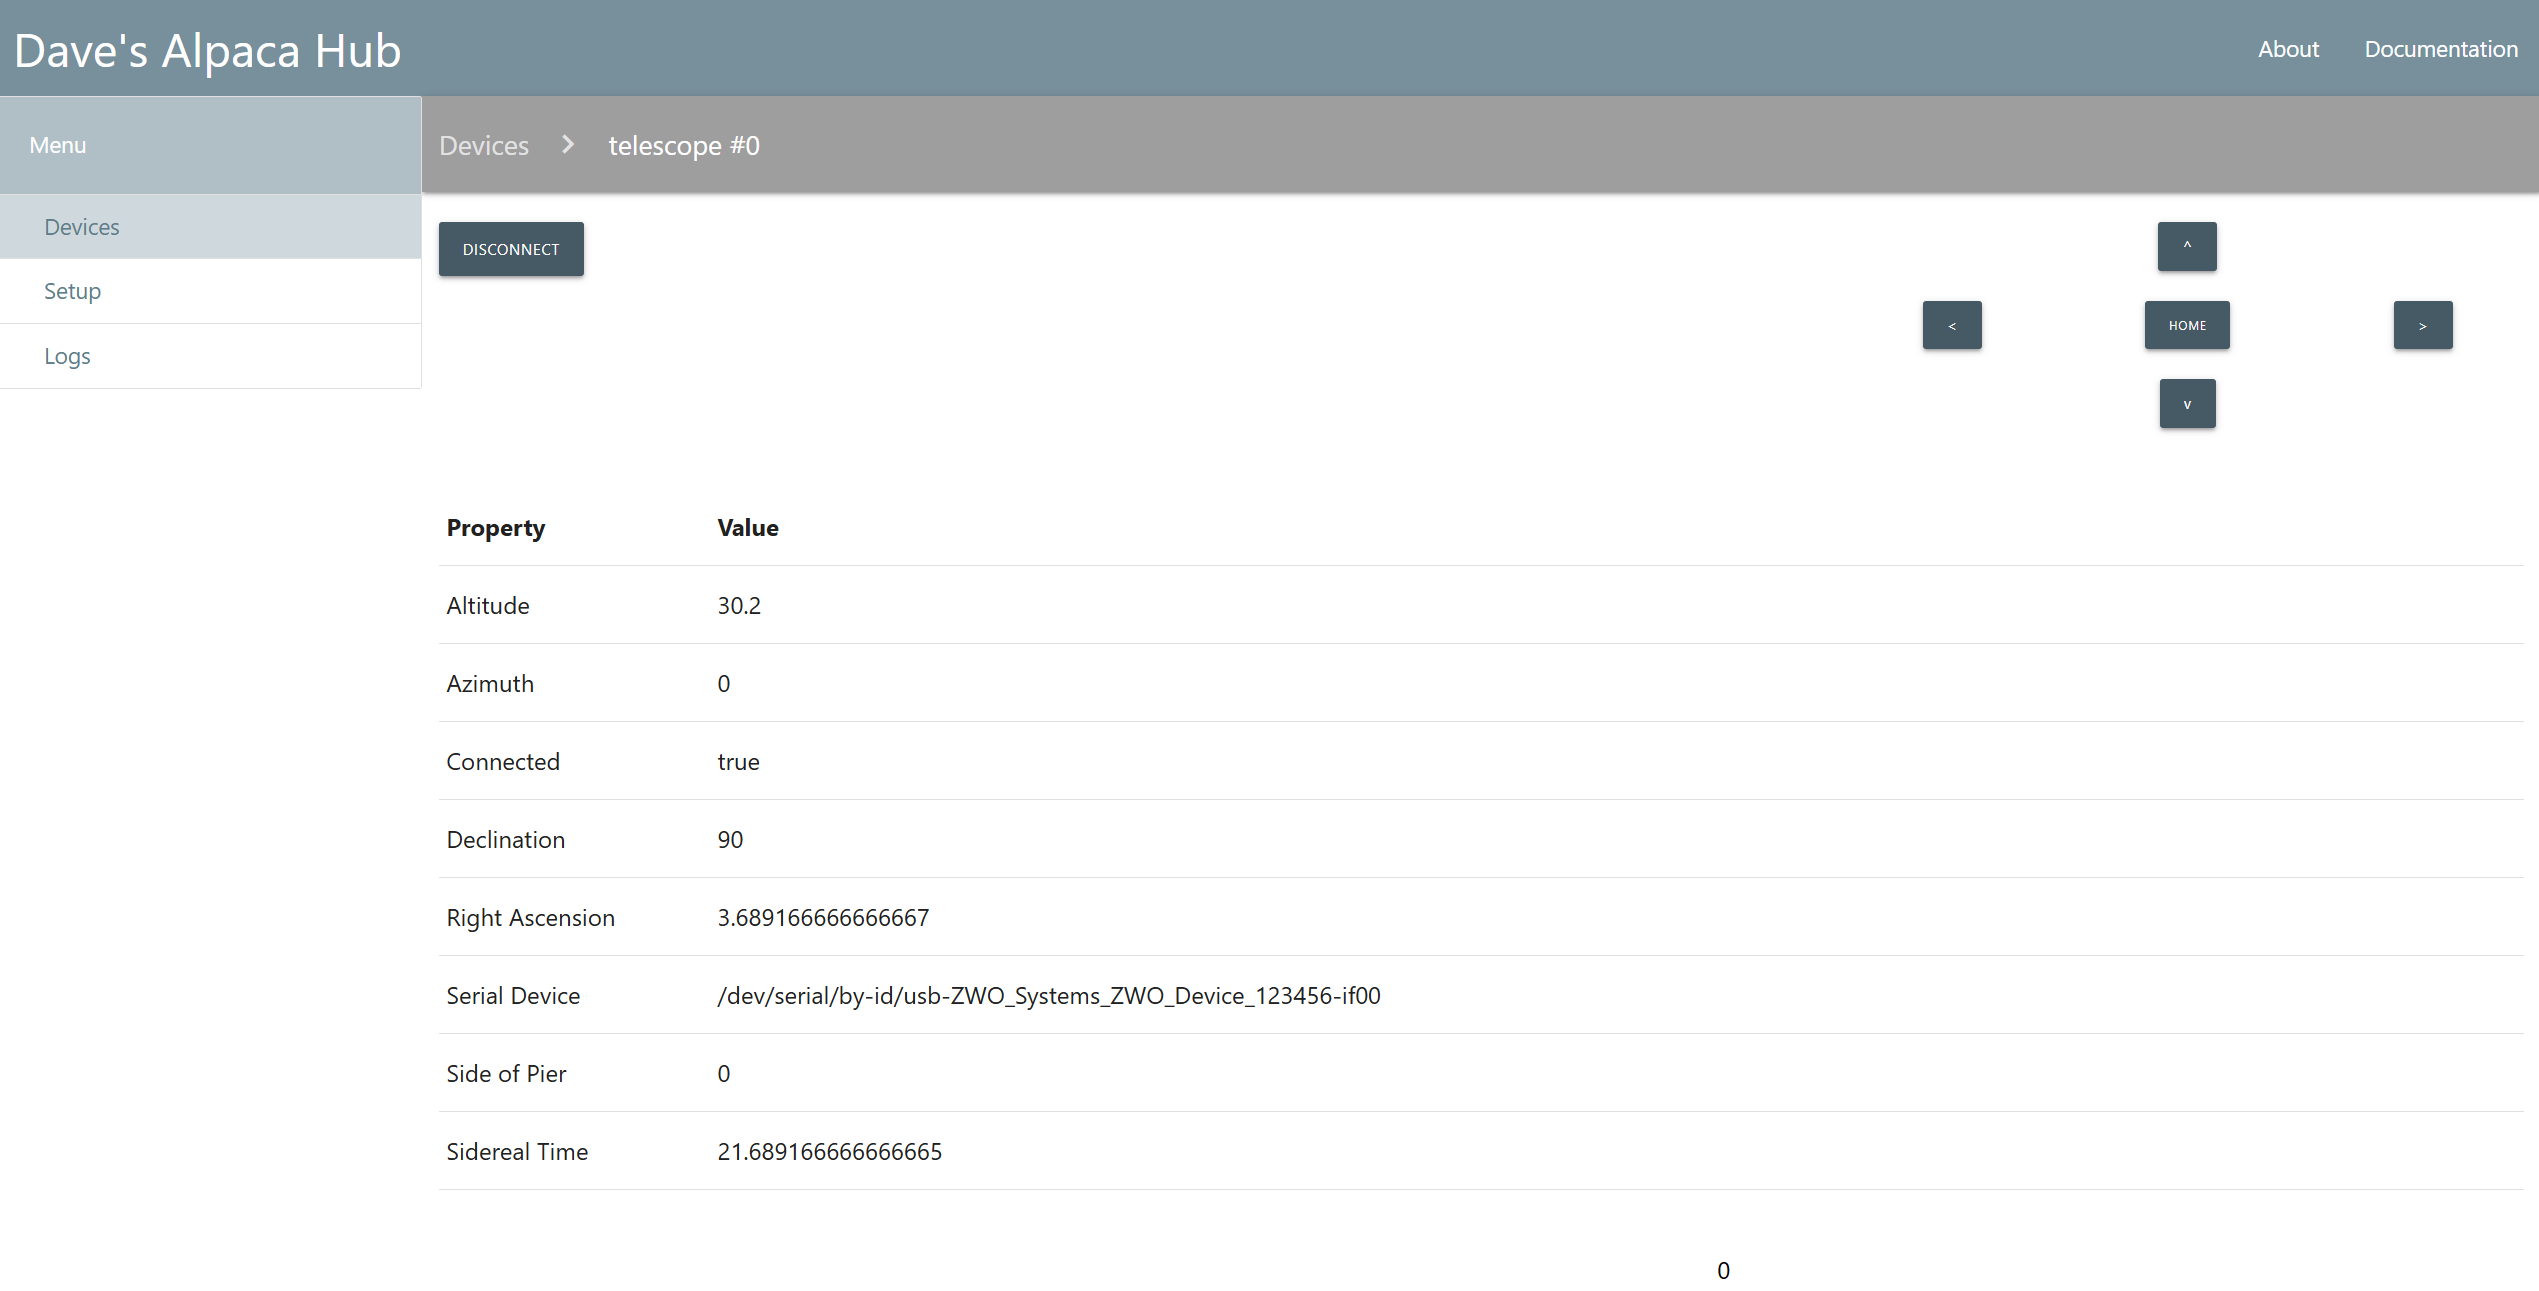 Dave's Alpaca Hub
About
Documentation
Menu
Devices
Setup
Logs
Devices > telescope #0
DISCONNECT
^
< HOME >
v
Property Value
Altitude 30.2
Azimuth 0
Connected true
Declination 90
Right Ascension 3.689166666666667
Serial Device /dev/serial/by-id/usb-ZWO_Systems_ZWO_Device_123456-if00
Side of Pier 0
Sidereal Time 21.689166666666665
0